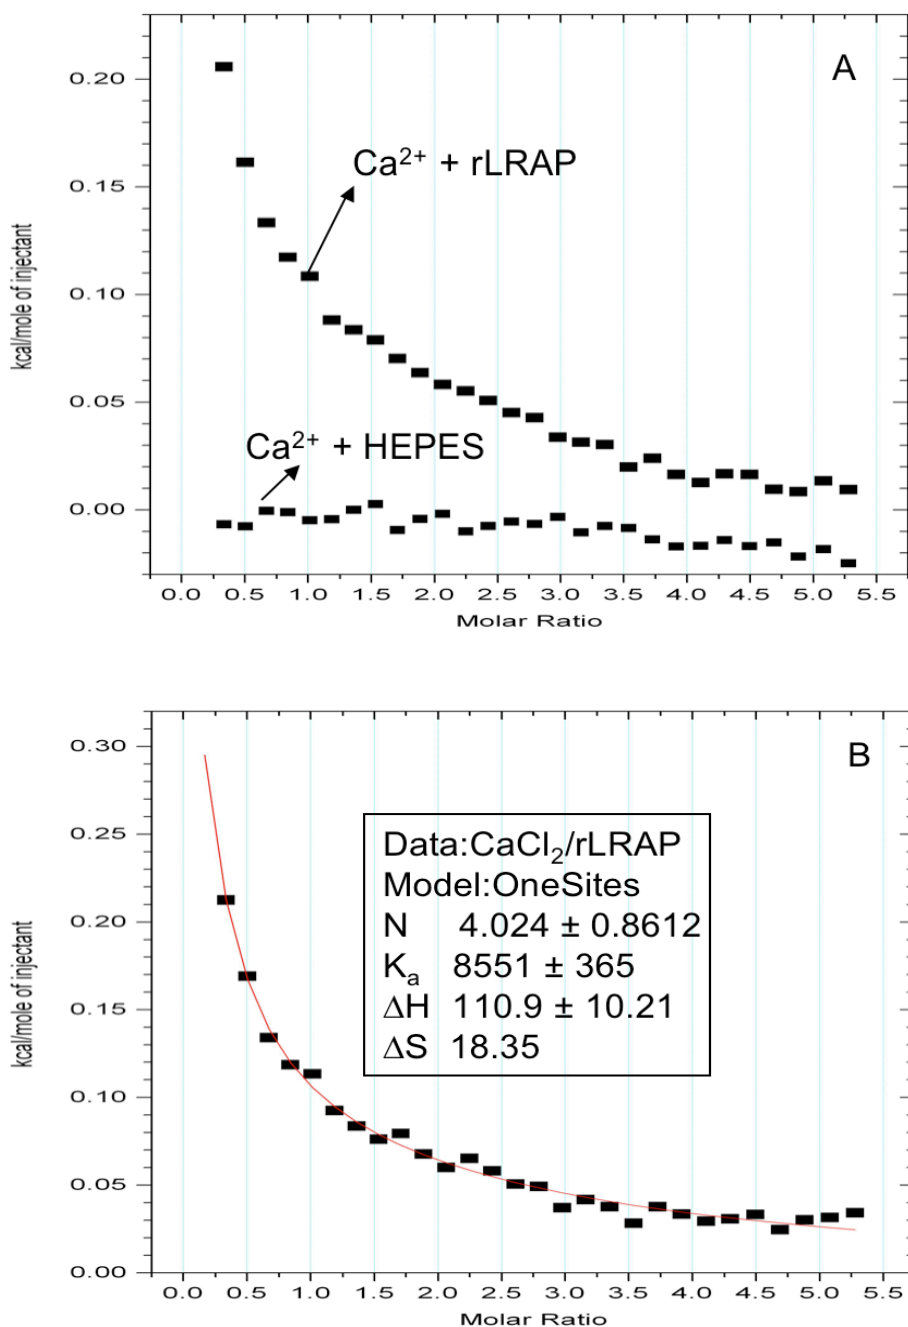 A
0.20
Ca²⁺ + rLRAP
0.15
kcal/mole of injectant
0.10
0.05
Ca²⁺ + HEPES
0.00
0.0 0.5 1.0 1.5 2.0 2.5 3.0 3.5 4.0 4.5 5.0 5.5
Molar Ratio
B
0.30
0.25
0.20
0.15
0.10
0.05
0.00
kcal/mole of injectant
Data:CaCl₂/rLRAP
Model:OneSites
N 4.024 ± 0.8612
Kₐ 8551 ± 365
ΔH 110.9 ± 10.21
ΔS 18.35
0.0 0.5 1.0 1.5 2.0 2.5 3.0 3.5 4.0 4.5 5.0 5.5
Molar Ratio